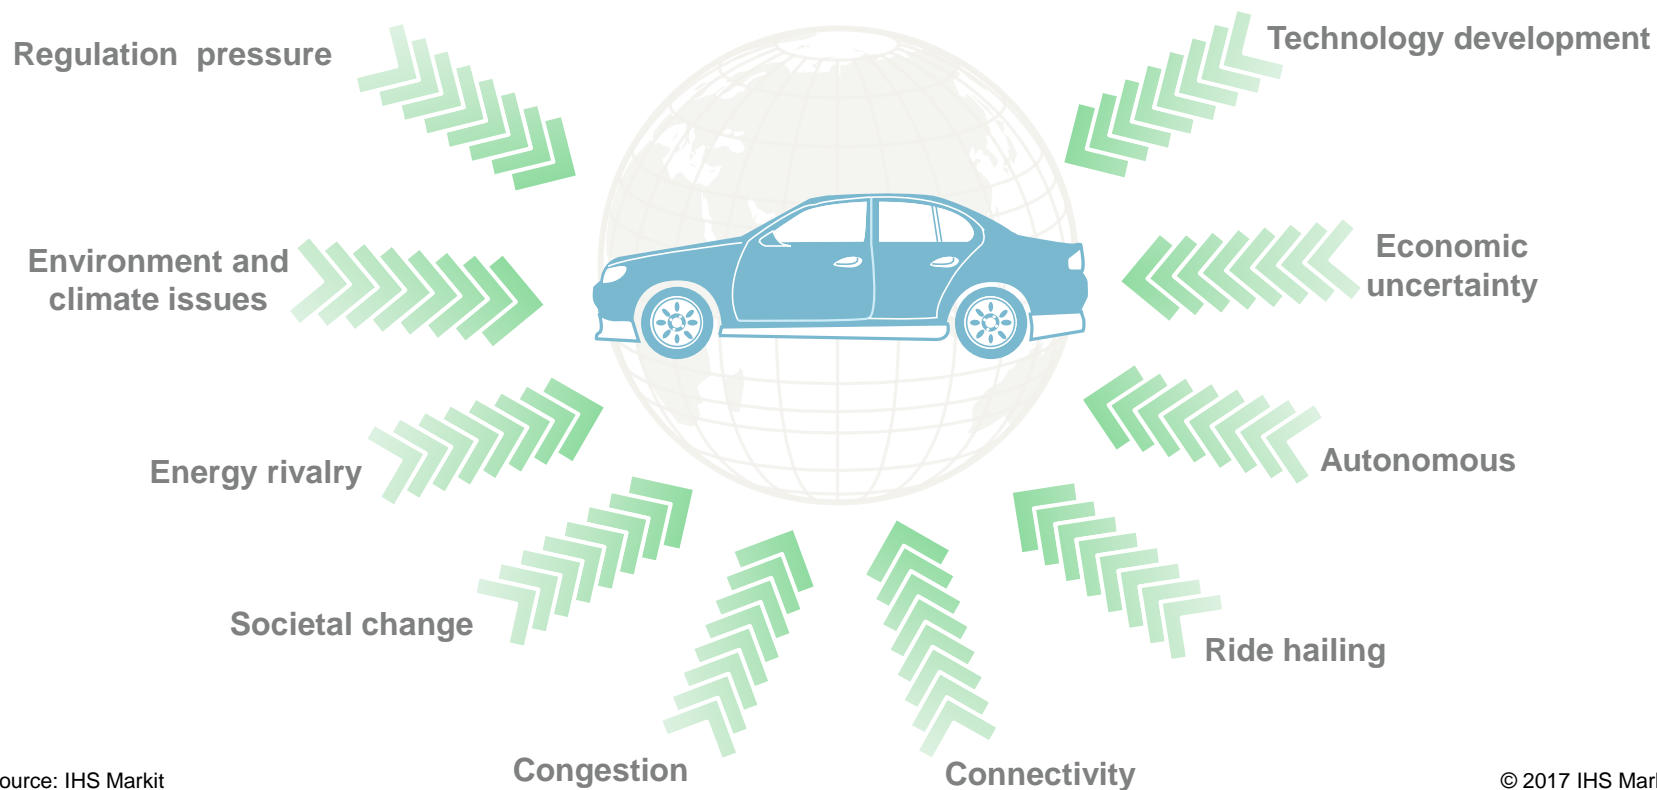 Regulation pressure
Technology development
Environment and
climate issues
Economic
uncertainty
Energy rivalry
Autonomous
Societal change
Ride hailing
Congestion
Connectivity
ource: IHS Markit
© 2017 IHS Mar